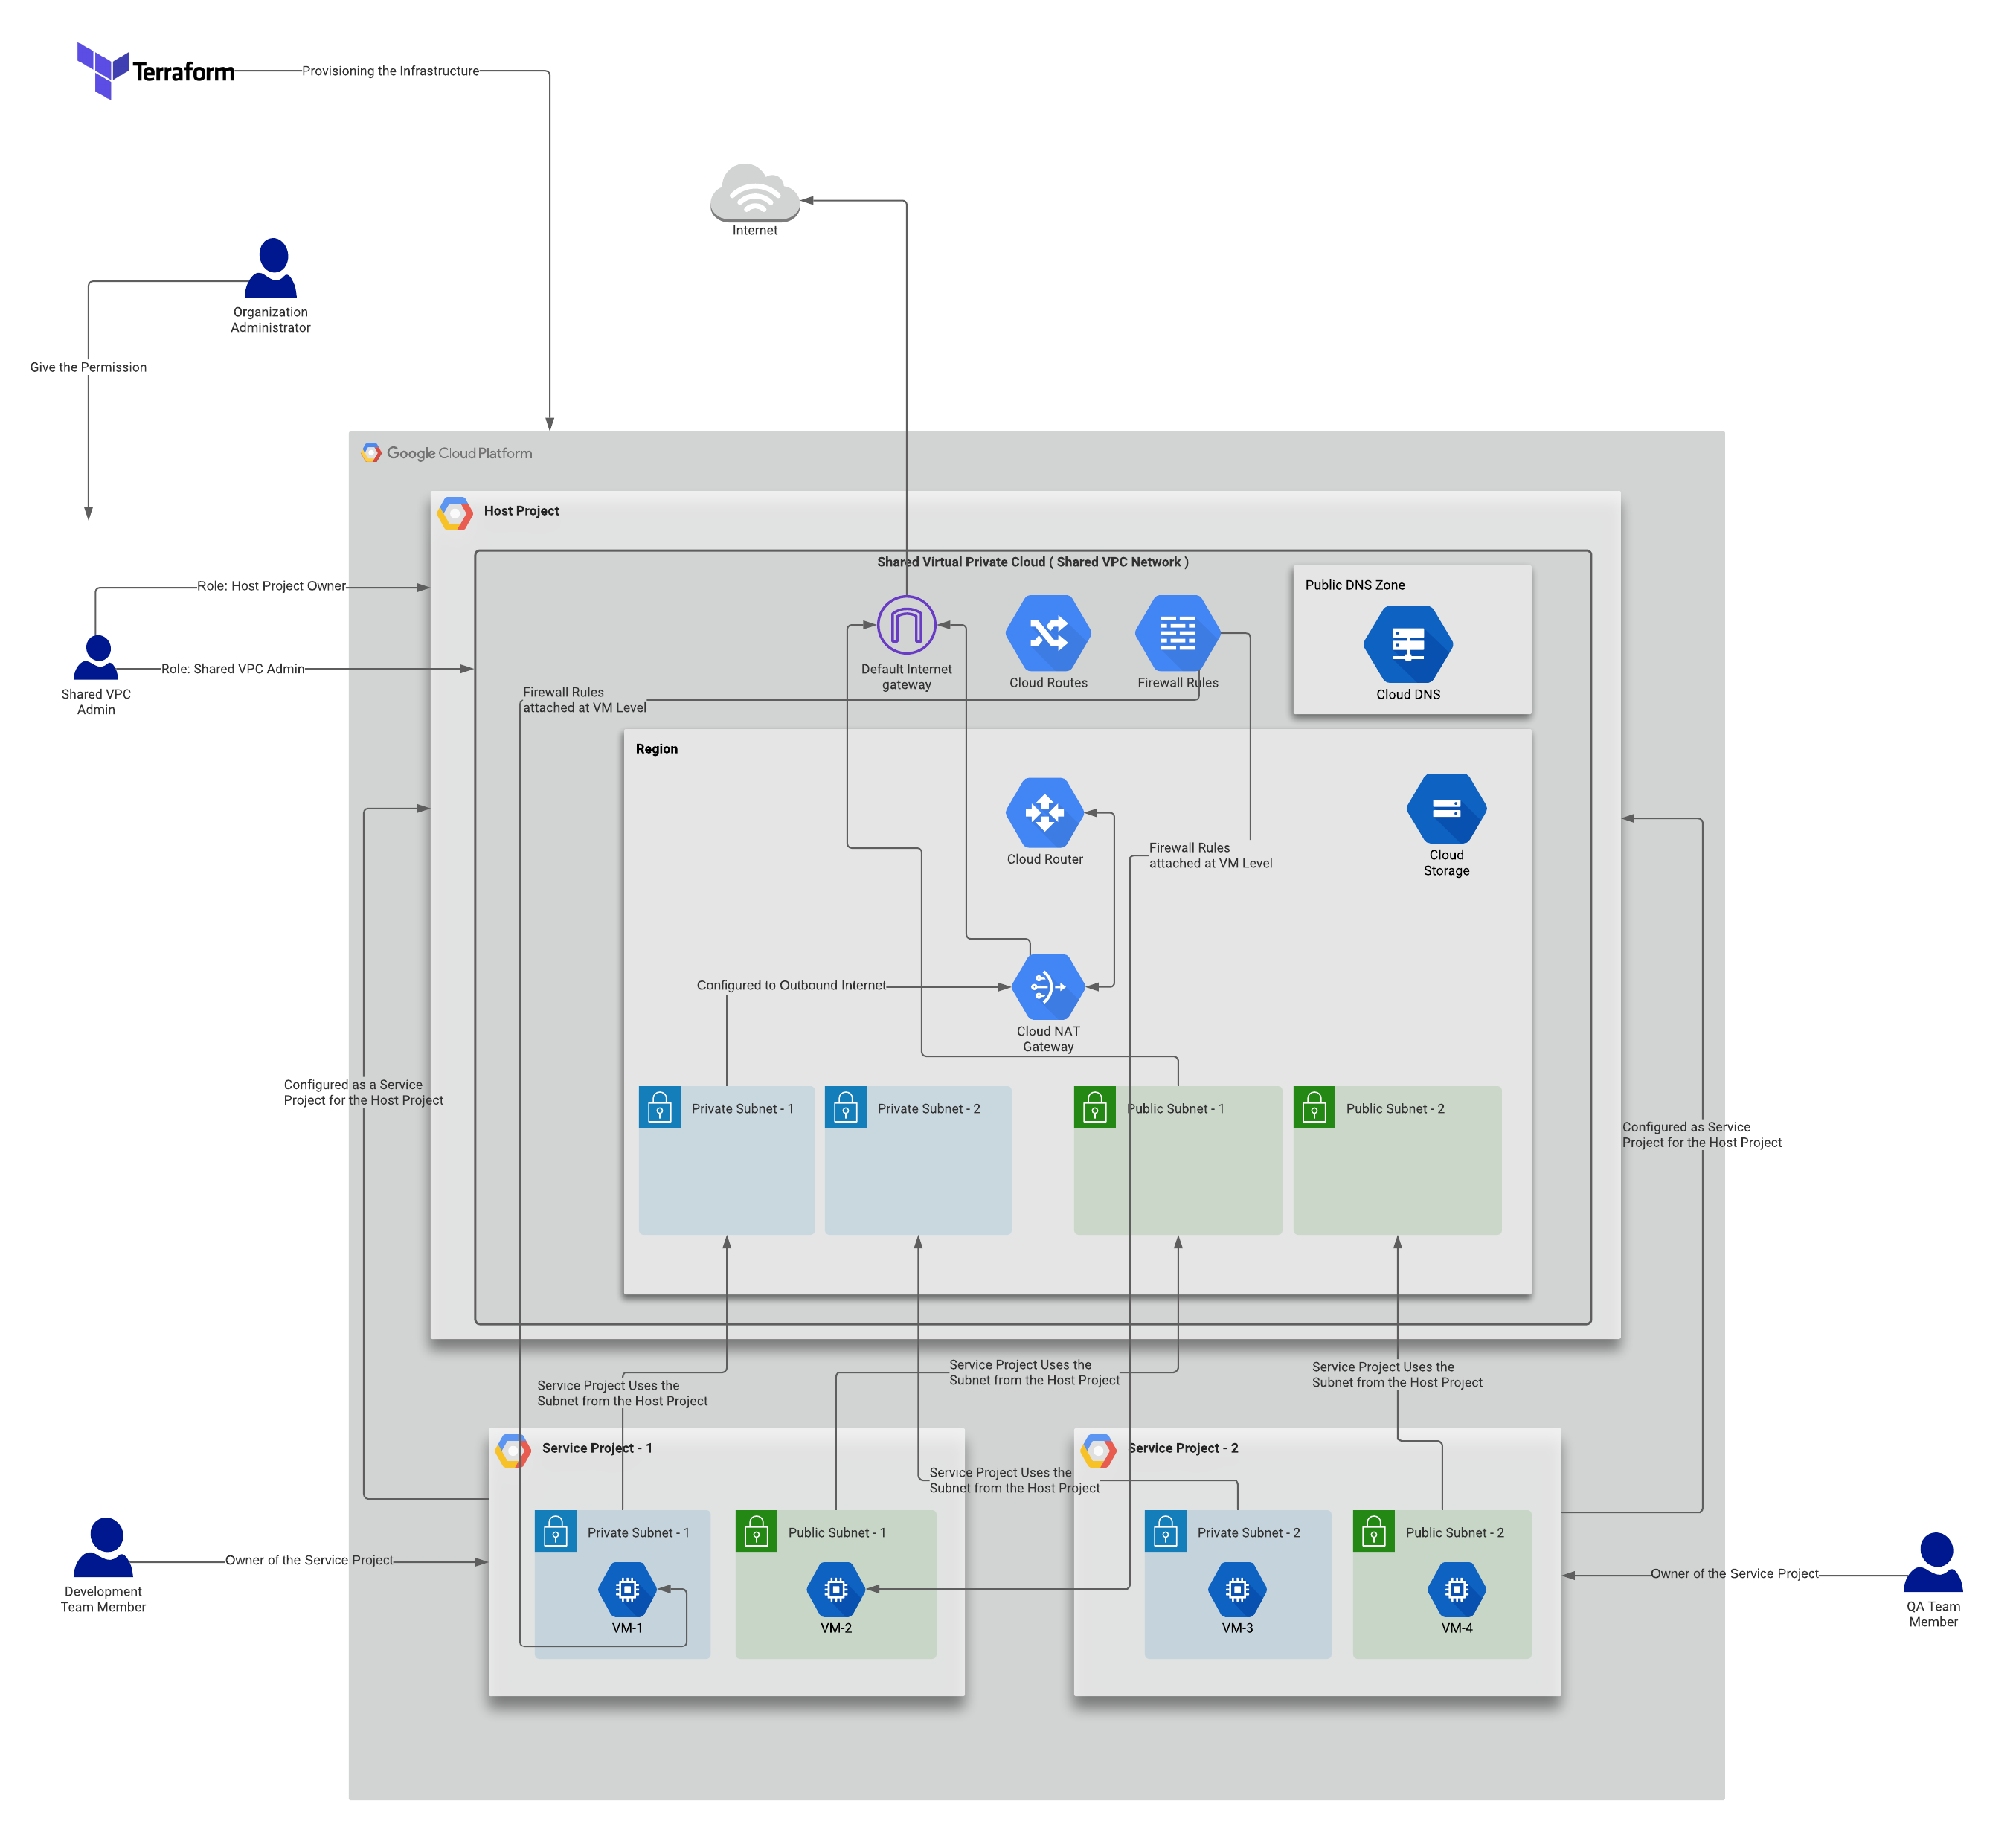 Terraform
Provisioning the Infrastructure
Internet
Organization
Administrator
Give the Permission
Google Cloud Platform
Host Project
Shared Virtual Private Cloud ( Shared VPC Network )
Public DNS Zone
Role: Host Project Owner
Role: Shared VPC Admin
Shared VPC
Admin
Default Internet
gateway
Cloud Routes
Firewall Rules
Cloud DNS
Firewall Rules
attached at VM Level
Region
Cloud Router
Firewall Rules
attached at VM Level
Cloud
Storage
Configured to Outbound Internet
Cloud NAT
Gateway
Configured as a Service
Project for the Host Project
Private Subnet - 1
Private Subnet - 2
Public Subnet - 1
Public Subnet - 2
Configured as Service
Project for the Host Project
Service Project Uses the
Subnet from the Host Project
Service Project Uses the
Subnet from the Host Project
Service Project Uses the
Subnet from the Host Project
Service Project - 1
Service Project - 2
Service Project Uses the
Subnet from the Host Project
Private Subnet - 1
Public Subnet - 1
Private Subnet - 2
Public Subnet - 2
Owner of the Service Project
Owner of the Service Project
Development
Team Member
VM-1
VM-2
VM-3
VM-4
QA Team
Member